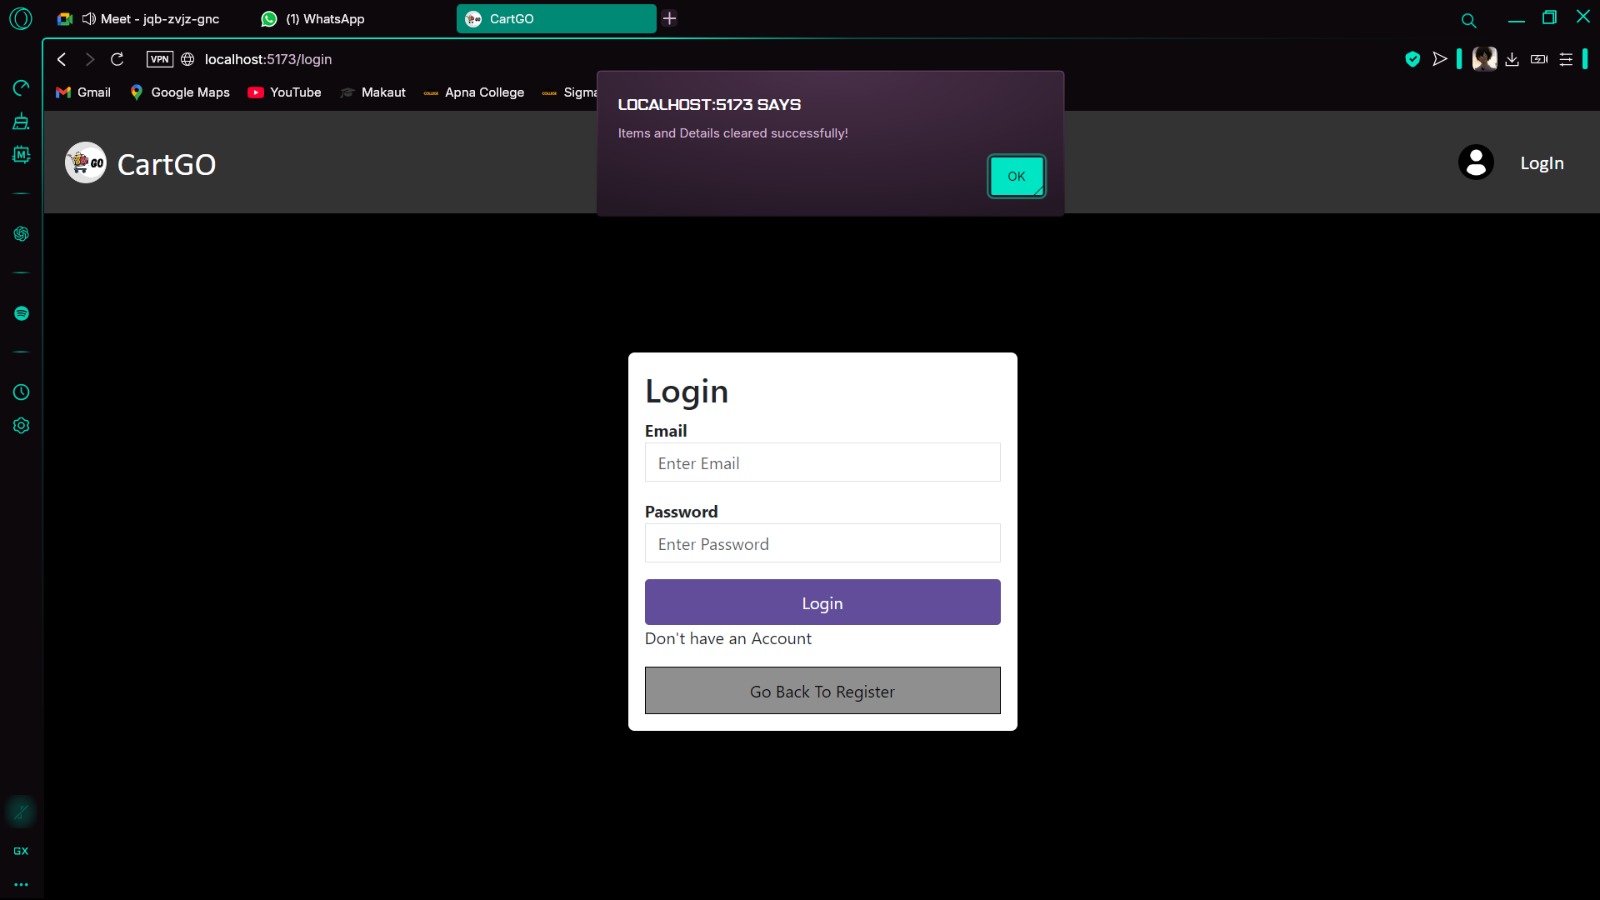 Meet - jqb-zvjz-gnc
(1) WhatsApp
CartGO
VPN
localhost:5173/login
Gmail
Google Maps
YouTube
Makaut
Apna College
Sigma
LOCALHOST:5173 SAYS
Items and Details cleared successfully!
OK
GO
CartGO
LogIn
Login
Email
Enter Email
Password
Enter Password
Login
Don't have an Account
Go Back To Register
M
GX